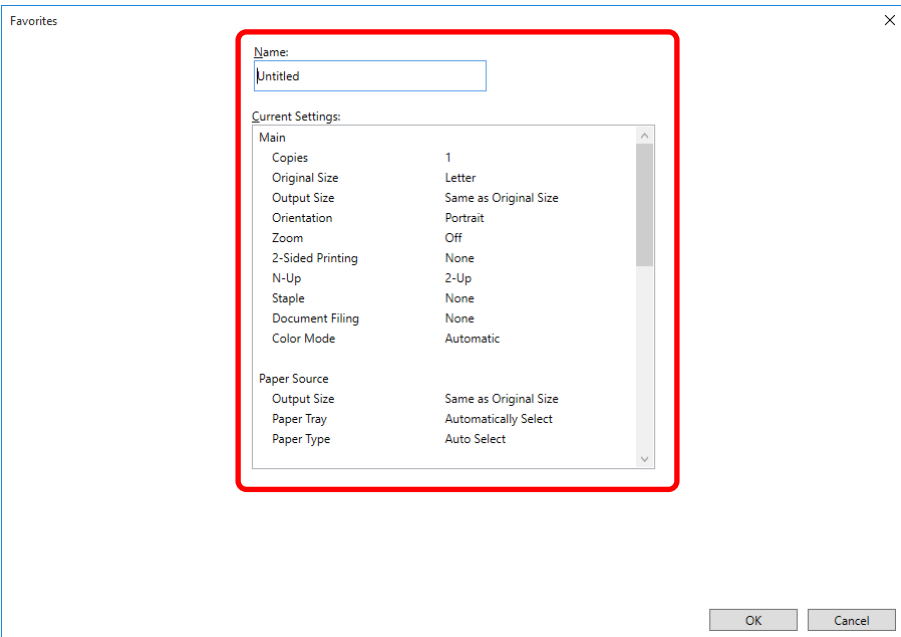 Favorites
Name:
Untitled
Current Settings:
Main
Copies 1
Original Size Letter
Output Size Same as Original Size
Orientation Portrait
Zoom Off
2-Sided Printing None
N-Up 2-Up
Staple None
Document Filing None
Color Mode Automatic
Paper Source
Output Size Same as Original Size
Paper Tray Automatically Select
Paper Type Auto Select
OK Cancel